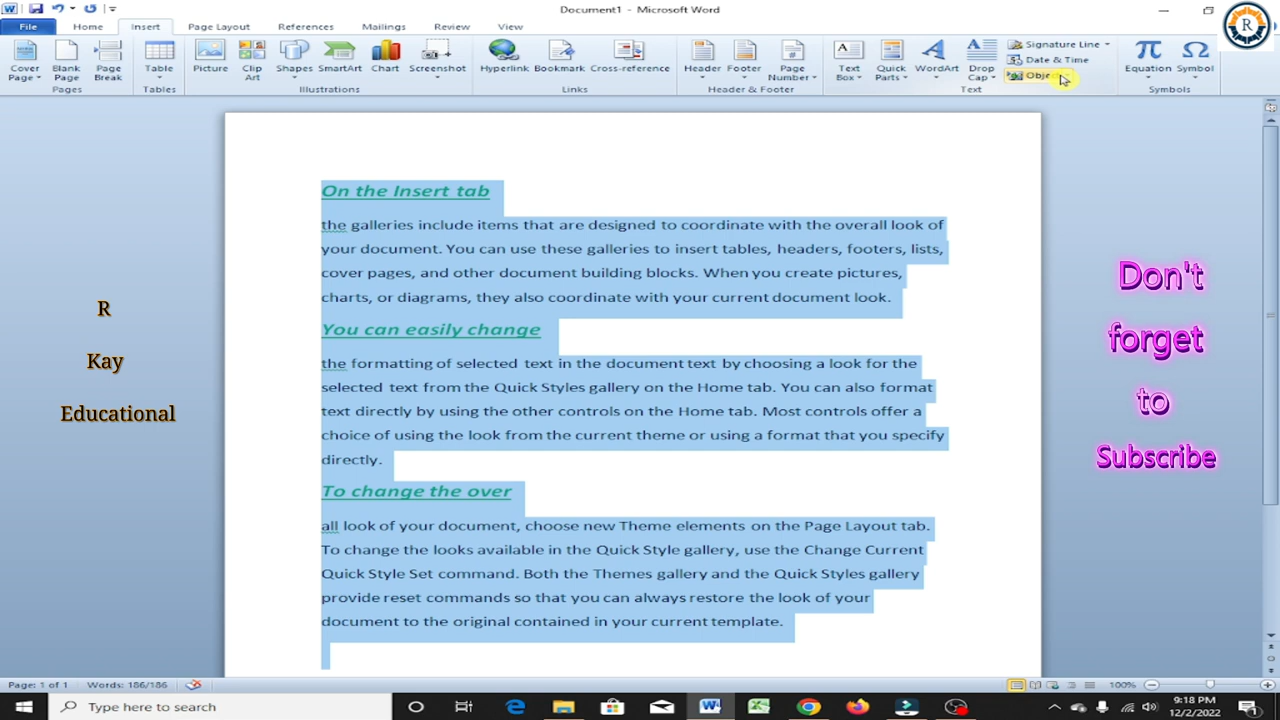 Document1 - Microsoft Word
File Home Insert Page Layout References Mailings Review View
Cover Page
Blank Page
Page Break
Table
Picture
Clip Art
Shapes
SmartArt
Chart
Screenshot
Hyperlink
Bookmark
Cross-reference
Header
Footer
Page Number
Text Box
Quick Parts
WordArt
Drop Cap
Signature Line
Date & Time
Equation
Symbol
Pages Tables Illustrations Links Header & Footer Text Symbols
R
On the Insert tab
the galleries include items that are designed to coordinate with the overall look of
your document. You can use these galleries to insert tables, headers, footers, lists,
cover pages, and other document building blocks. When you create pictures,
charts, or diagrams, they also coordinate with your current document look.
You can easily change
the formatting of selected text in the document text by choosing a look for the
selected text from the Quick Styles gallery on the Home tab. You can also format
text directly by using the other controls on the Home tab. Most controls offer a
choice of using the look from the current theme or using a format that you specify
directly.
To change the over
all look of your document, choose new Theme elements on the Page Layout tab.
To change the looks available in the Quick Style gallery, use the Change Current
Quick Style Set command. Both the Themes gallery and the Quick Styles gallery
provide reset commands so that you can always restore the look of your
document to the original contained in your current template.
R
Kay
Educational
Don't
forget
to
Subscribe
Page: 1 of 1 Words: 186/186 100%
Type here to search
9:18 PM
12/2/2022